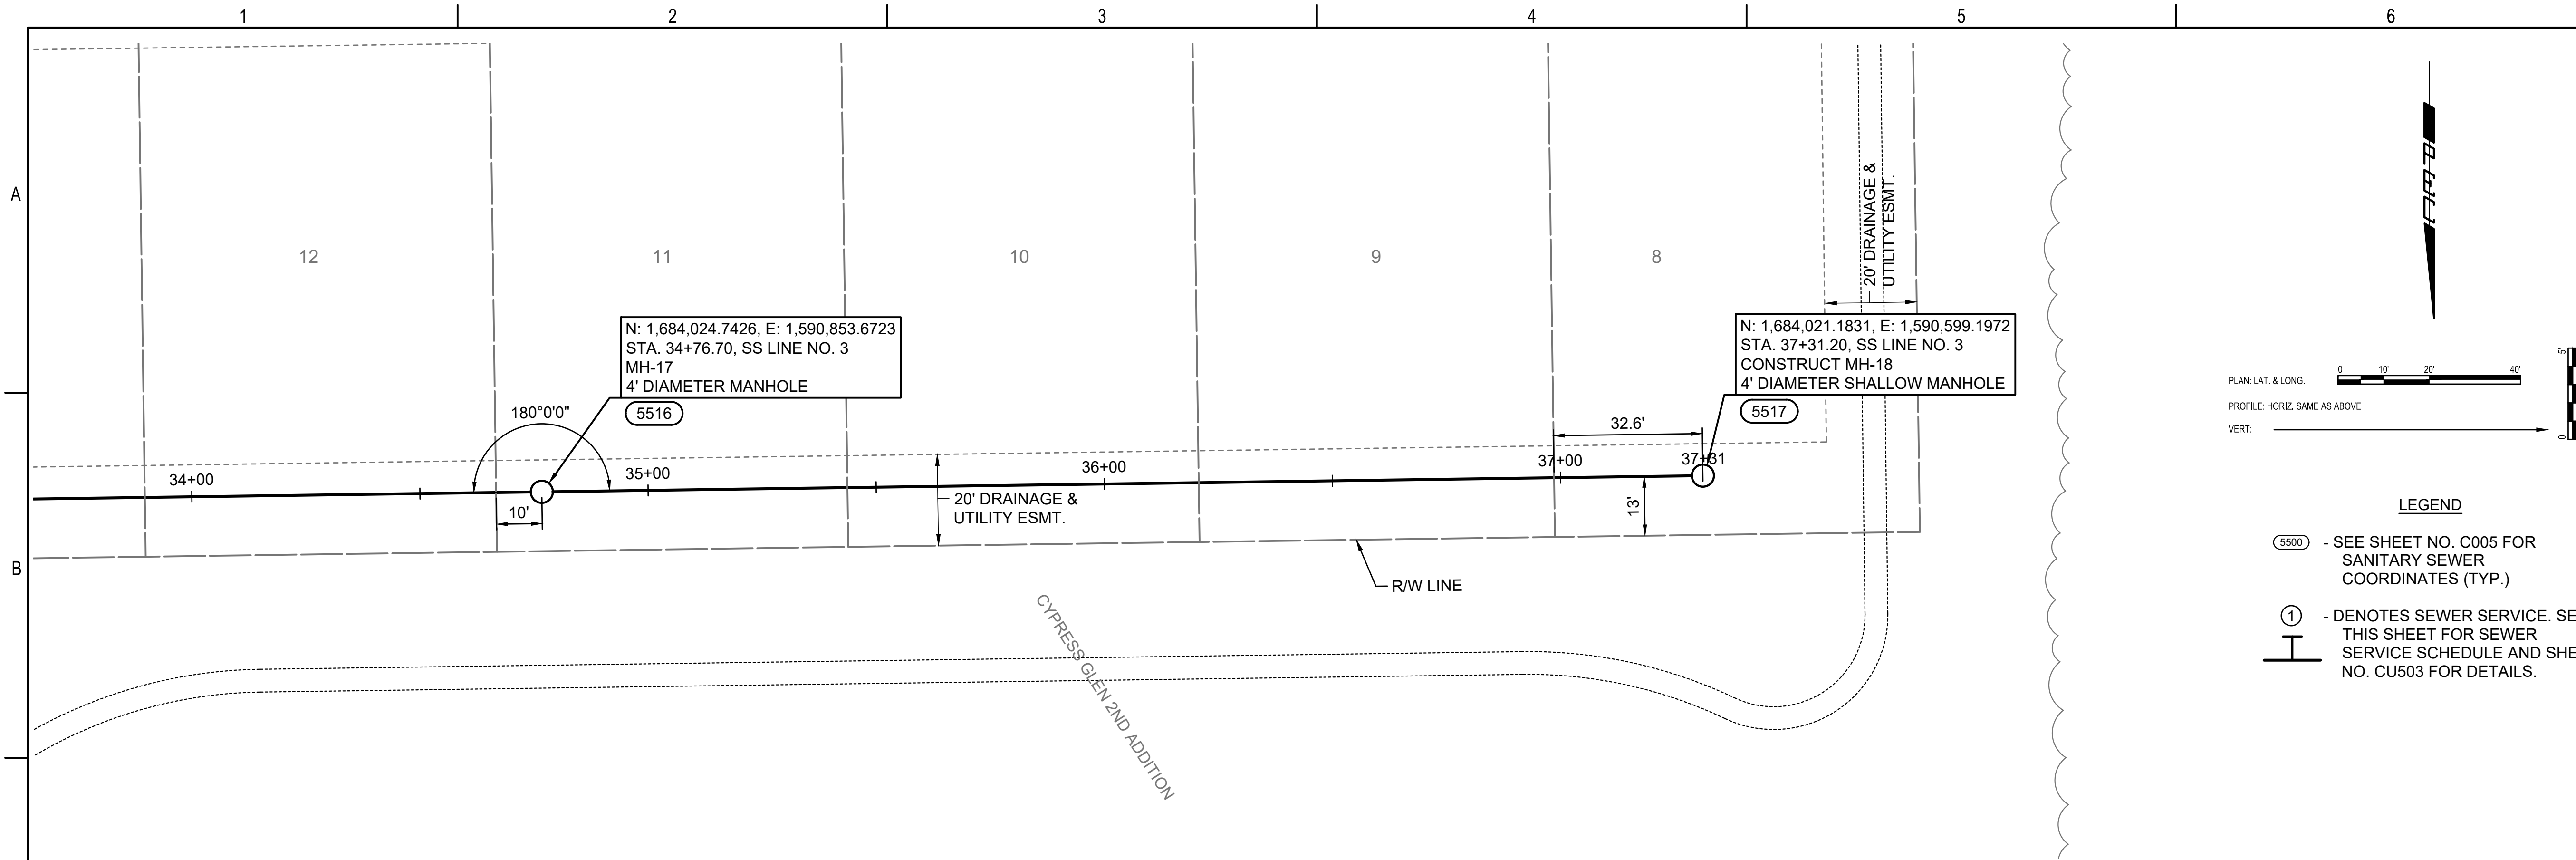 1
2
3
4
5
6
A
B
12
11
10
9
8
20' DRAINAGE &
UTILITY ESMT.
N: 1,684,024.7426, E: 1,590,853.6723
STA. 34+76.70, SS LINE NO. 3
MH-17
4' DIAMETER MANHOLE
5516
180°0'0"
N: 1,684,021.1831, E: 1,590,599.1972
STA. 37+31.20, SS LINE NO. 3
CONSTRUCT MH-18
4' DIAMETER SHALLOW MANHOLE
5517
32.6'
34+00
35+00
36+00
37+00
37+31
10'
20' DRAINAGE &
UTILITY ESMT.
13'
R/W LINE
CYPRESS GLEN 2ND ADDITION
0 10' 20' 40'
PLAN: LAT. & LONG.
PROFILE: HORIZ. SAME AS ABOVE
VERT:
5'
0
LEGEND
5500 - SEE SHEET NO. C005 FOR
SANITARY SEWER
COORDINATES (TYP.)
1 - DENOTES SEWER SERVICE. SE
THIS SHEET FOR SEWER
SERVICE SCHEDULE AND SHE
NO. CU503 FOR DETAILS.